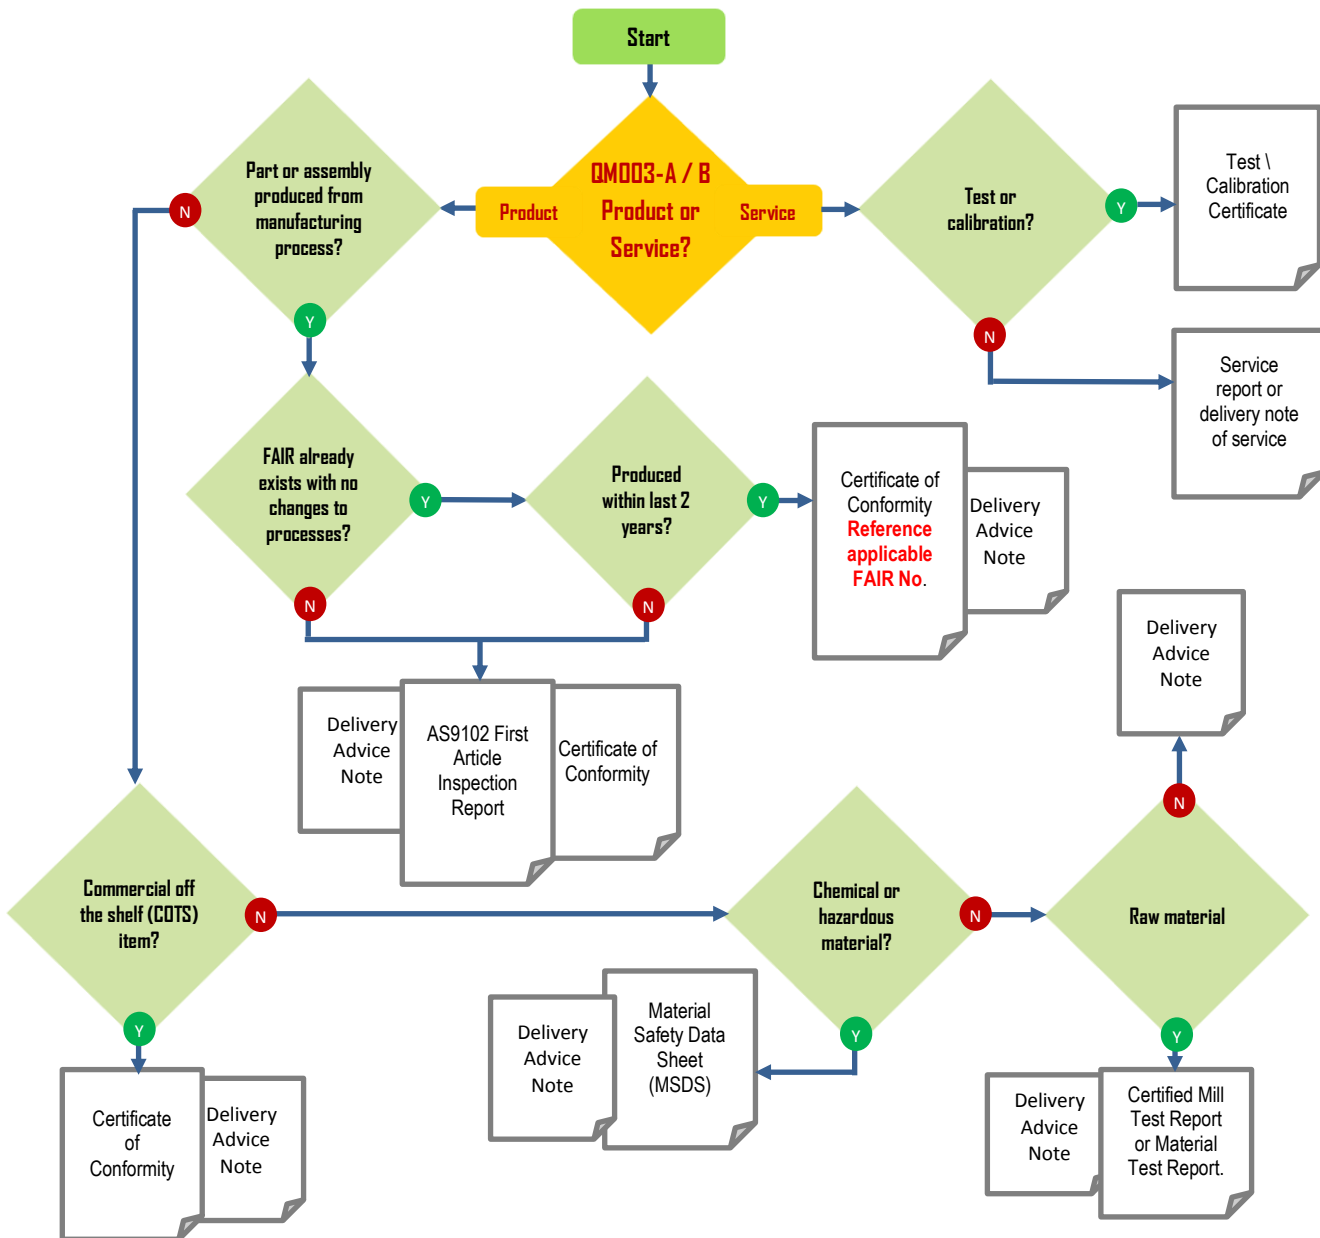 Start
Part or assembly
produced from
manufacturing
process?
N
Y
Product
QM003-A / B
Product or
Service?
Service
Test or
calibration?
Y
N
Test \
Calibration
Certificate
Service
report or
delivery note
of service
FAIR already
exists with no
changes to
processes?
Y
N
Produced
within last 2
years?
Y
N
Certificate of
Conformity
Reference
applicable
FAIR No.
Delivery
Advice
Note
Delivery
Advice
Note
AS9102 First
Article
Inspection
Report
Certificate of
Conformity
Delivery
Advice
Note
Commercial off
the shelf (COTS)
item?
N
Y
Chemical or
hazardous
material?
N
Y
Raw material
N
Y
Certificate
of
Conformity
Delivery
Advice
Note
Delivery
Advice
Note
Material
Safety Data
Sheet
(MSDS)
Delivery
Advice
Note
Certified Mill
Test Report
or Material
Test Report.